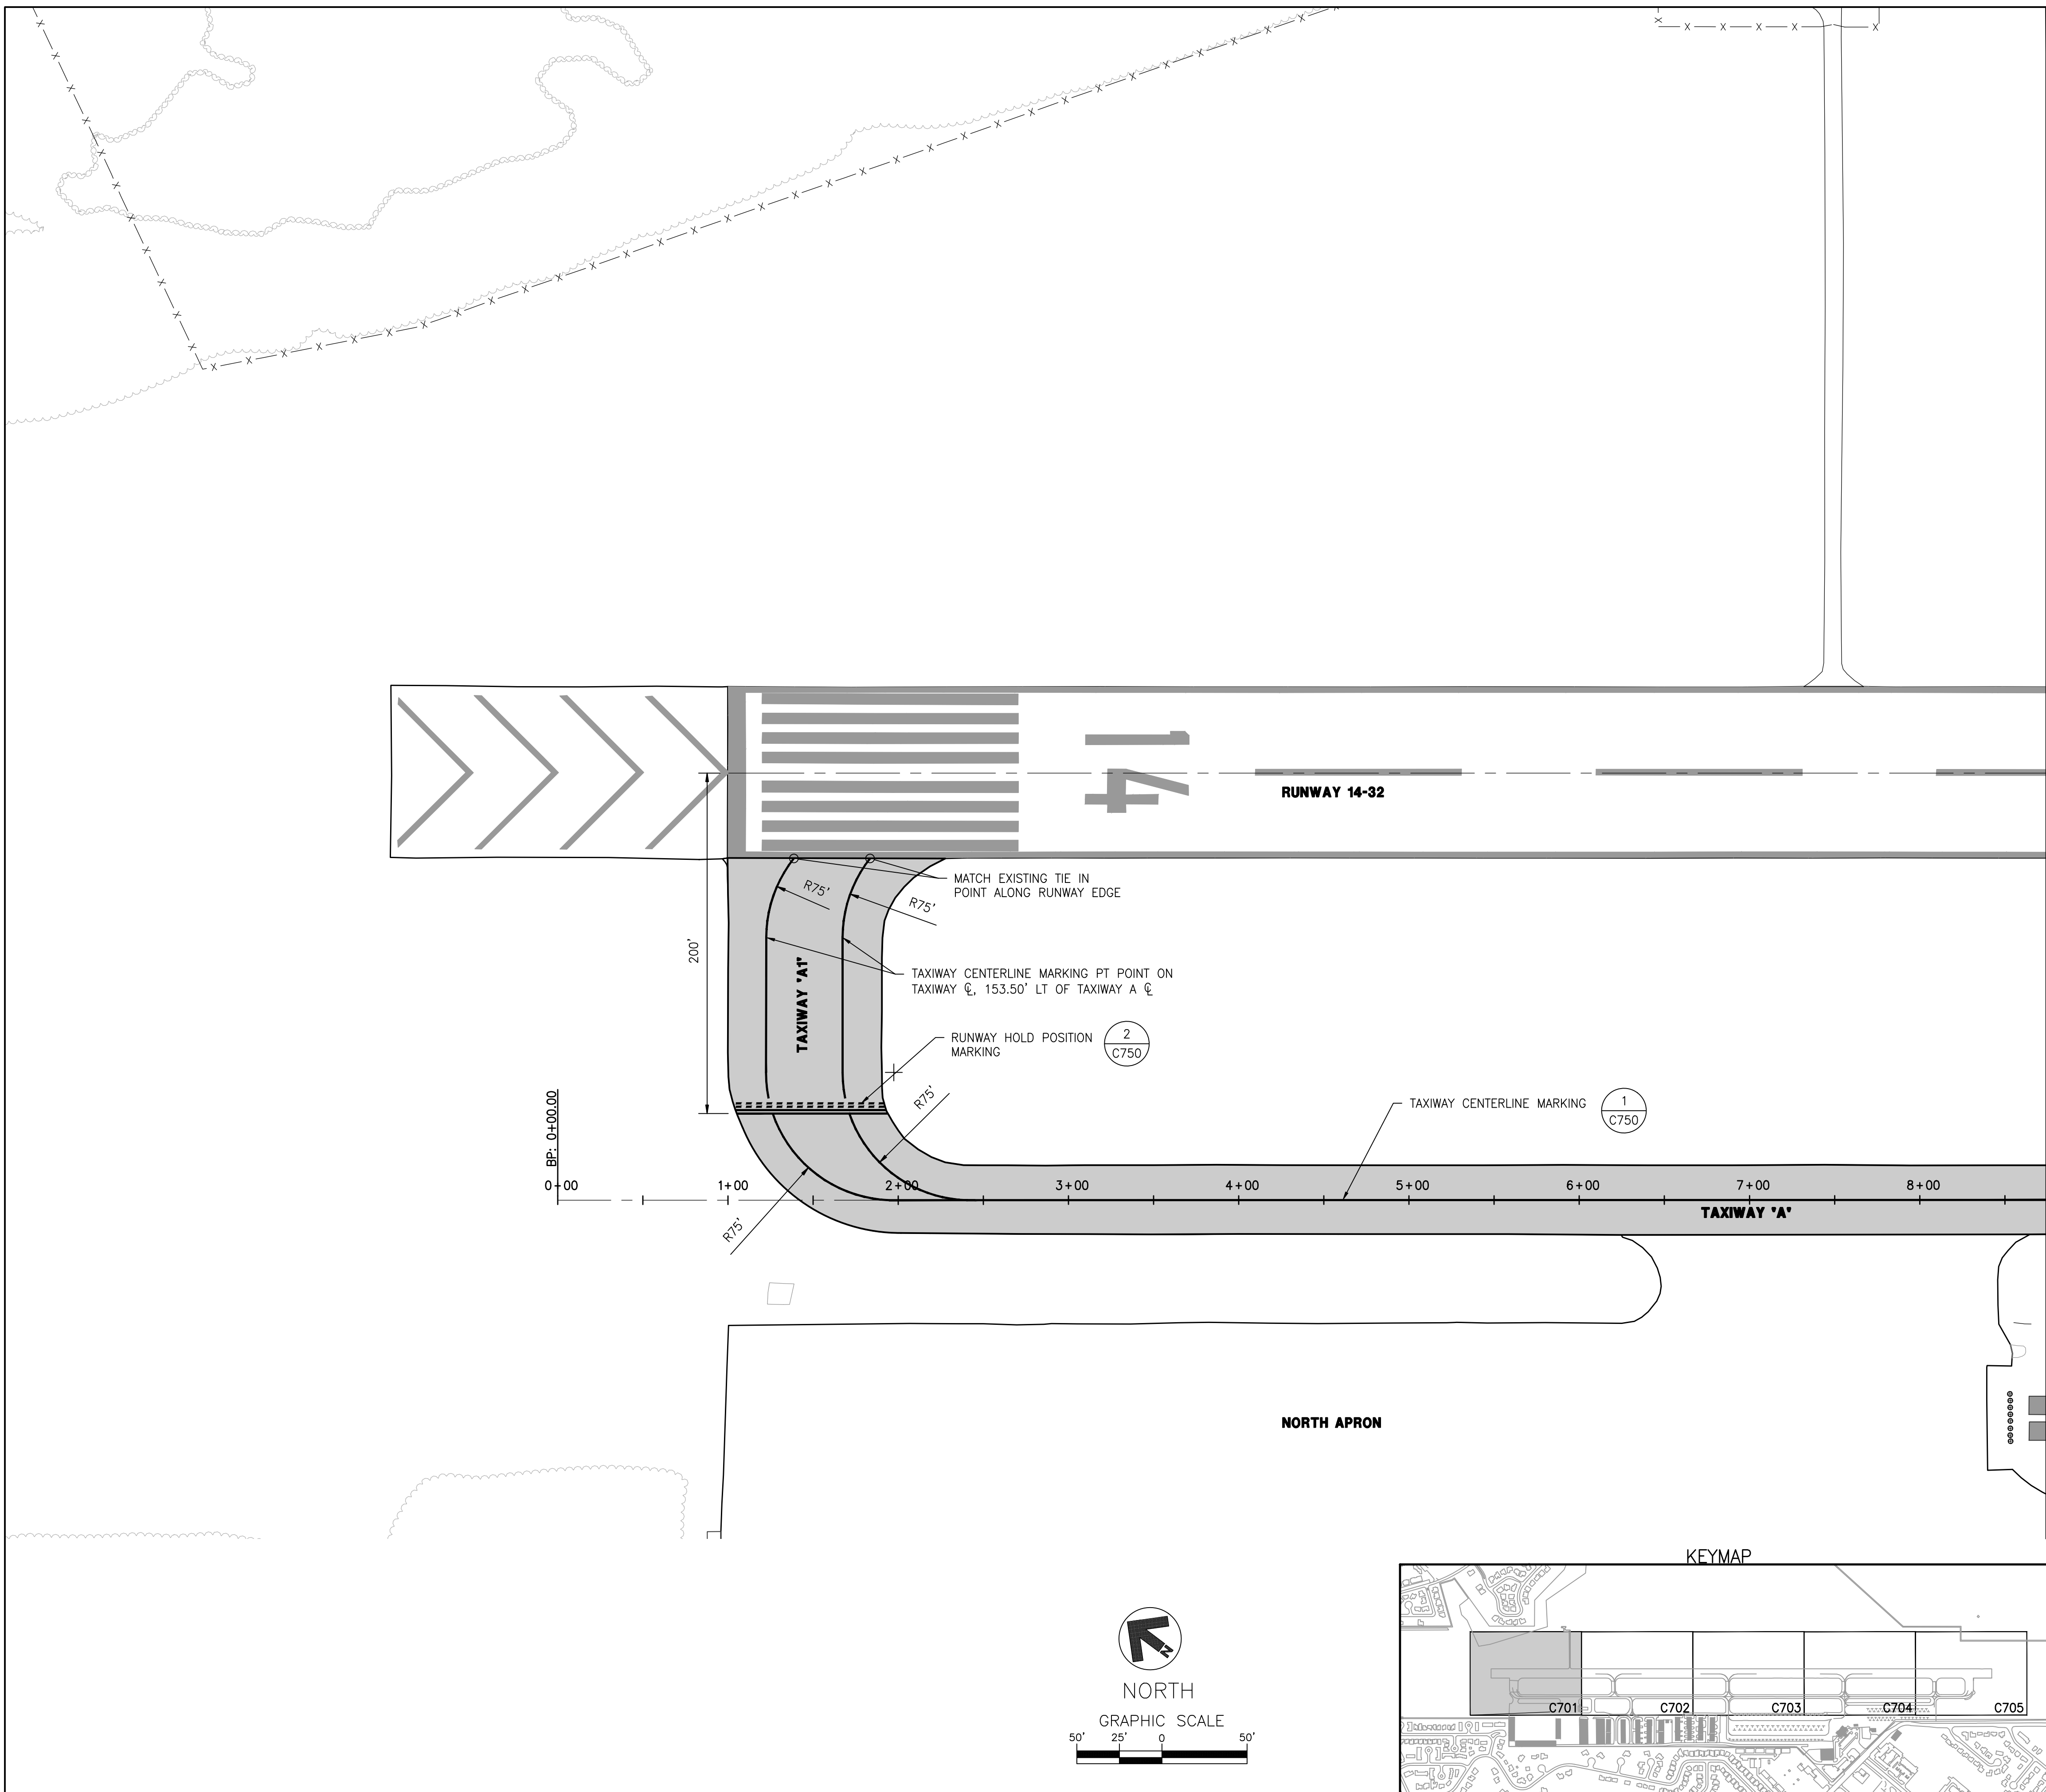 14
RUNWAY 14-32
MATCH EXISTING TIE IN
POINT ALONG RUNWAY EDGE
R75'
R75'
200'
TAXIWAY "A1"
TAXIWAY CENTERLINE MARKING PT POINT ON
TAXIWAY ℄, 153.50' LT OF TAXIWAY A ℄
RUNWAY HOLD POSITION
MARKING
2
C750
R75'
TAXIWAY CENTERLINE MARKING
1
C750
BP: 0+00.00
0+00 1+00 2+00 3+00 4+00 5+00 6+00 7+00 8+00
TAXIWAY "A"
R75'
NORTH APRON
KEYMAP
N
NORTH
GRAPHIC SCALE
50' 25' 0 50'
C701 C702 C703 C704 C705